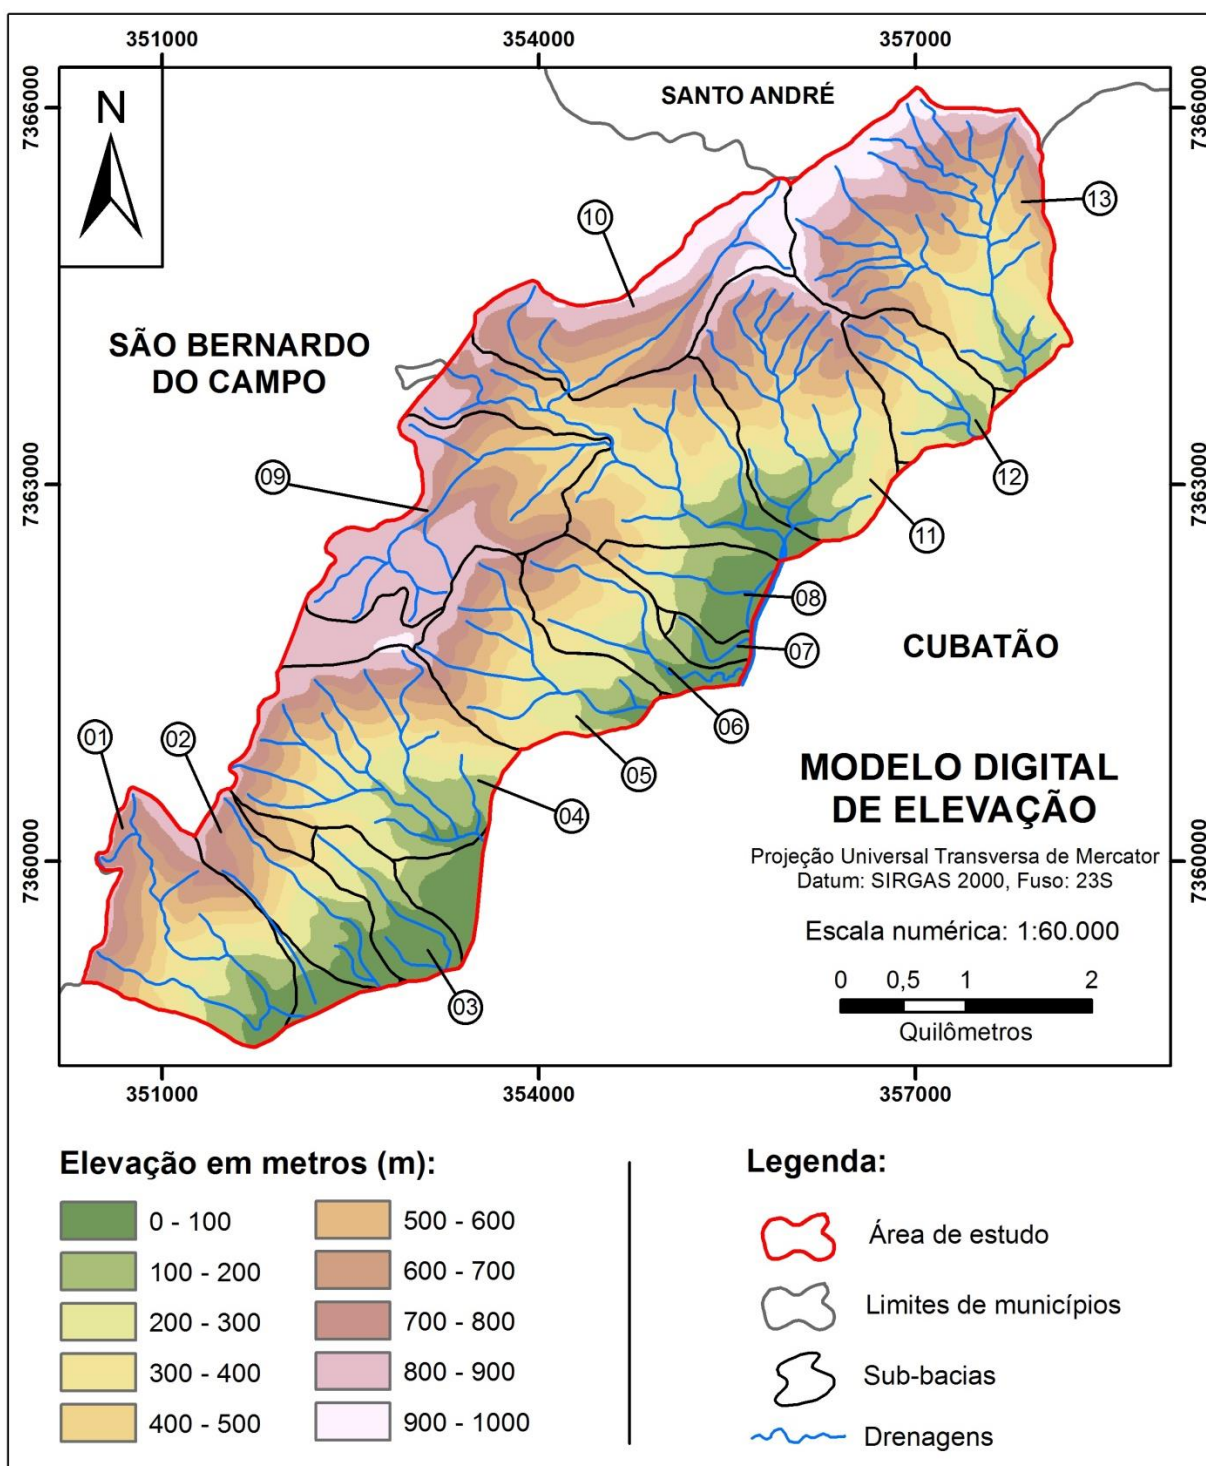 351000
354000
357000
7366000
7366000
N
SANTO ANDRÉ
13
10
SÃO BERNARDO
DO CAMPO
7363000
7363000
09
12
11
08
CUBATÃO
07
06
01
02
05
MODELO DIGITAL
DE ELEVAÇÃO
04
Projeção Universal Transversa de Mercator
Datum: SIRGAS 2000, Fuso: 23S
7360000
7360000
Escala numérica: 1:60.000
03
0
0,5
1
2
Quilômetros
351000
354000
357000
Elevação em metros (m):
0 - 100
100 - 200
200 - 300
300 - 400
400 - 500
500 - 600
600 - 700
700 - 800
800 - 900
900 - 1000
Legenda:
Área de estudo
Limites de municípios
Sub-bacias
Drenagens